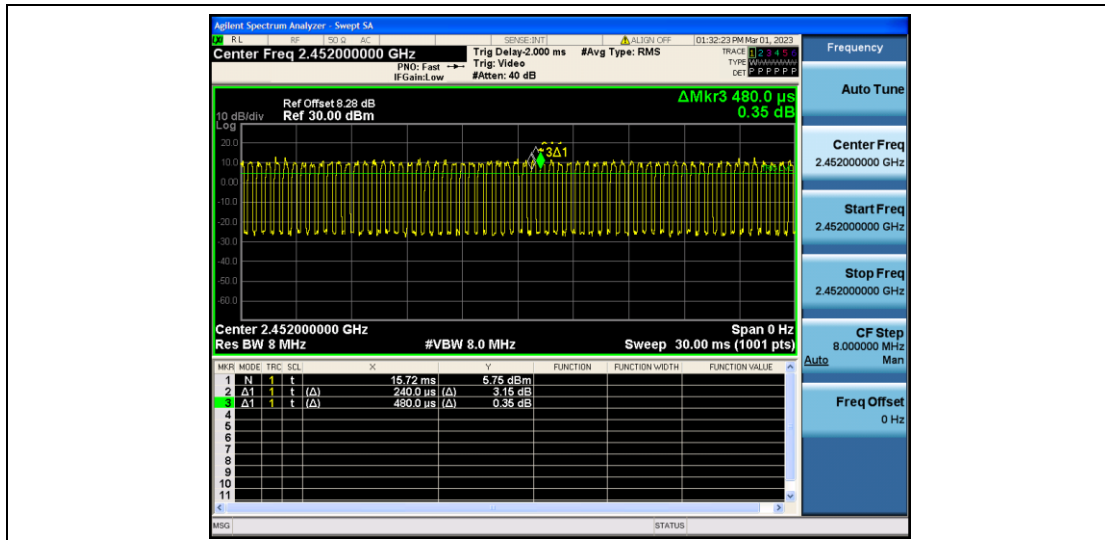 Agilent Spectrum Analyzer - Swept SA
RL RF 50 Ω AC SENSE:INT ALIGN OFF 01:32:23 PM Mar 01, 2023
Center Freq 2.452000000 GHz
PNO: Fast
IFGain:Low
Trig Delay-2.000 ms
Trig: Video
#Atten: 40 dB
#Avg Type: RMS
TRACE 1 2 3 4 5 6
TYPE WWWWWW
DET P P P P P P
ΔMkr3 480.0 µs
0.35 dB
Ref Offset 8.28 dB
10 dB/div Ref 30.00 dBm
Log
20.0
10.0
0.00
-10.0
-20.0
-30.0
-40.0
-50.0
-60.0
3Δ1
Center 2.452000000 GHz Span 0 Hz
Res BW 8 MHz #VBW 8.0 MHz Sweep 30.00 ms (1001 pts)
MKR MODE TRC SCL X Y FUNCTION FUNCTION WIDTH FUNCTION VALUE
1 N 1 t 15.72 ms 5.75 dBm
2 Δ1 1 t (Δ) 240.0 µs (Δ) 3.15 dB
3 Δ1 1 t (Δ) 480.0 µs (Δ) 0.35 dB
4
5
6
7
8
9
10
11
MSG STATUS
Frequency
Auto Tune
Center Freq
2.452000000 GHz
Start Freq
2.452000000 GHz
Stop Freq
2.452000000 GHz
CF Step
8.000000 MHz
Auto Man
Freq Offset
0 Hz